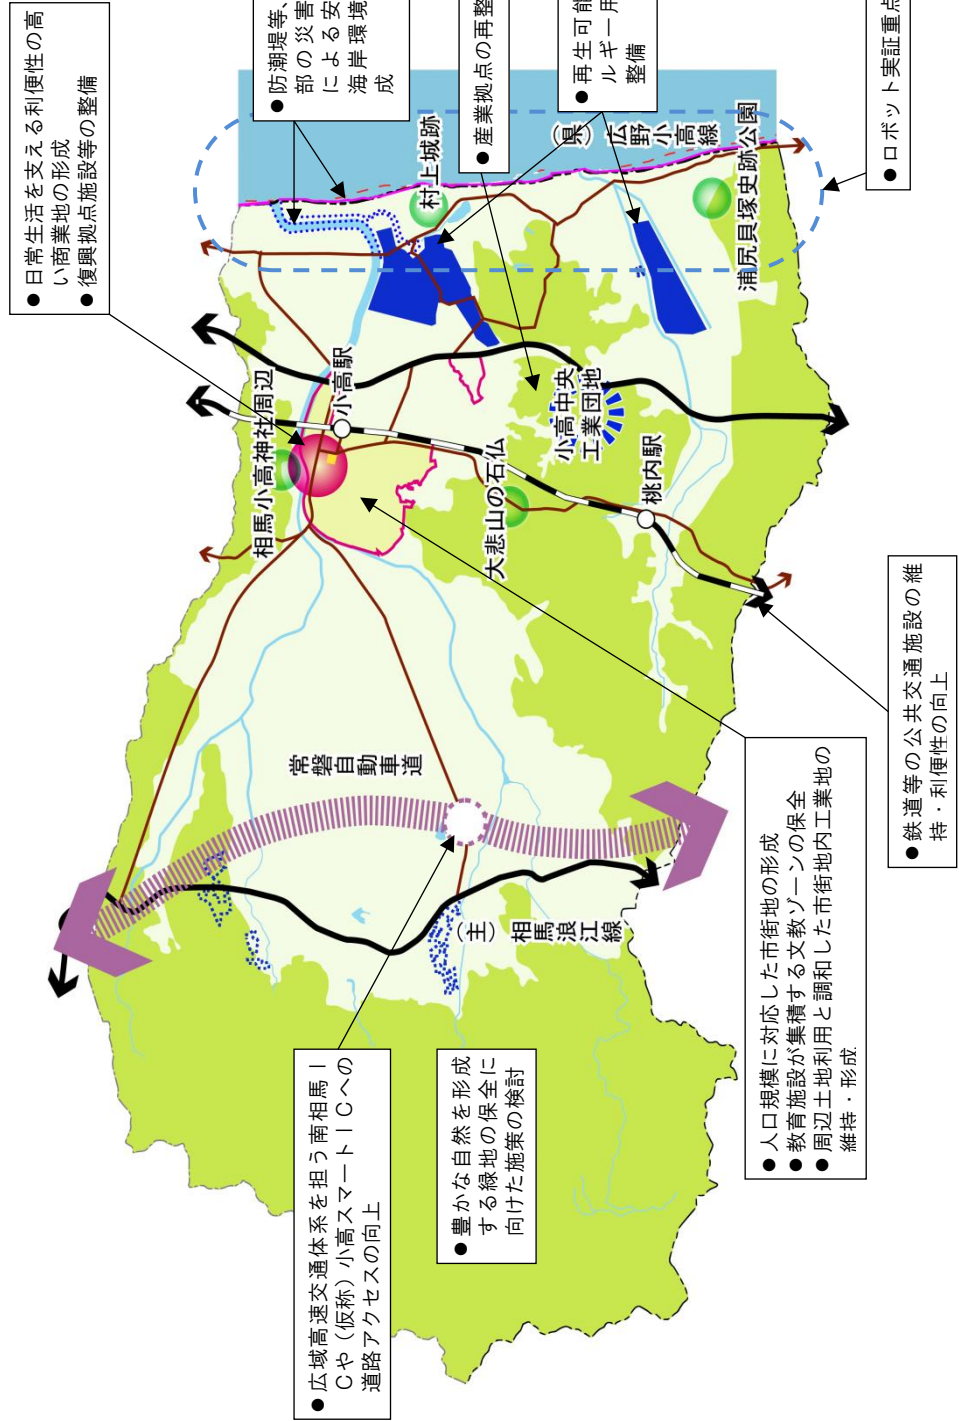 ●日常生活を支える利便性の高
い商業地の形成
●復興拠点施設等の整備
●防潮堤等、
部の災害
による安
海岸環境
成
●産業拠点の再整
●再生可能
ルギー用
整備
●ロボット実証重点
相馬小高神社周辺
小高駅
村上城跡
(県)広野小高線
浦尻貝塚史跡公園
小高中央
工業団地
大悲山の石仏
桃内駅
常磐自動車道
(主)相馬浪江線
●広域高速交通体系を担う南相馬I
Cや(仮称)小高スマートICへの
道路アクセスの向上
●豊かな自然を形成
する緑地の保全に
向けた施策の検討
●人口規模に対応した市街地の形成
●教育施設が集積する文教ゾーンの保全
●周辺土地利用と調和した市街地内工業地の
維持・形成
●鉄道等の公共交通施設の維
持・利便性の向上